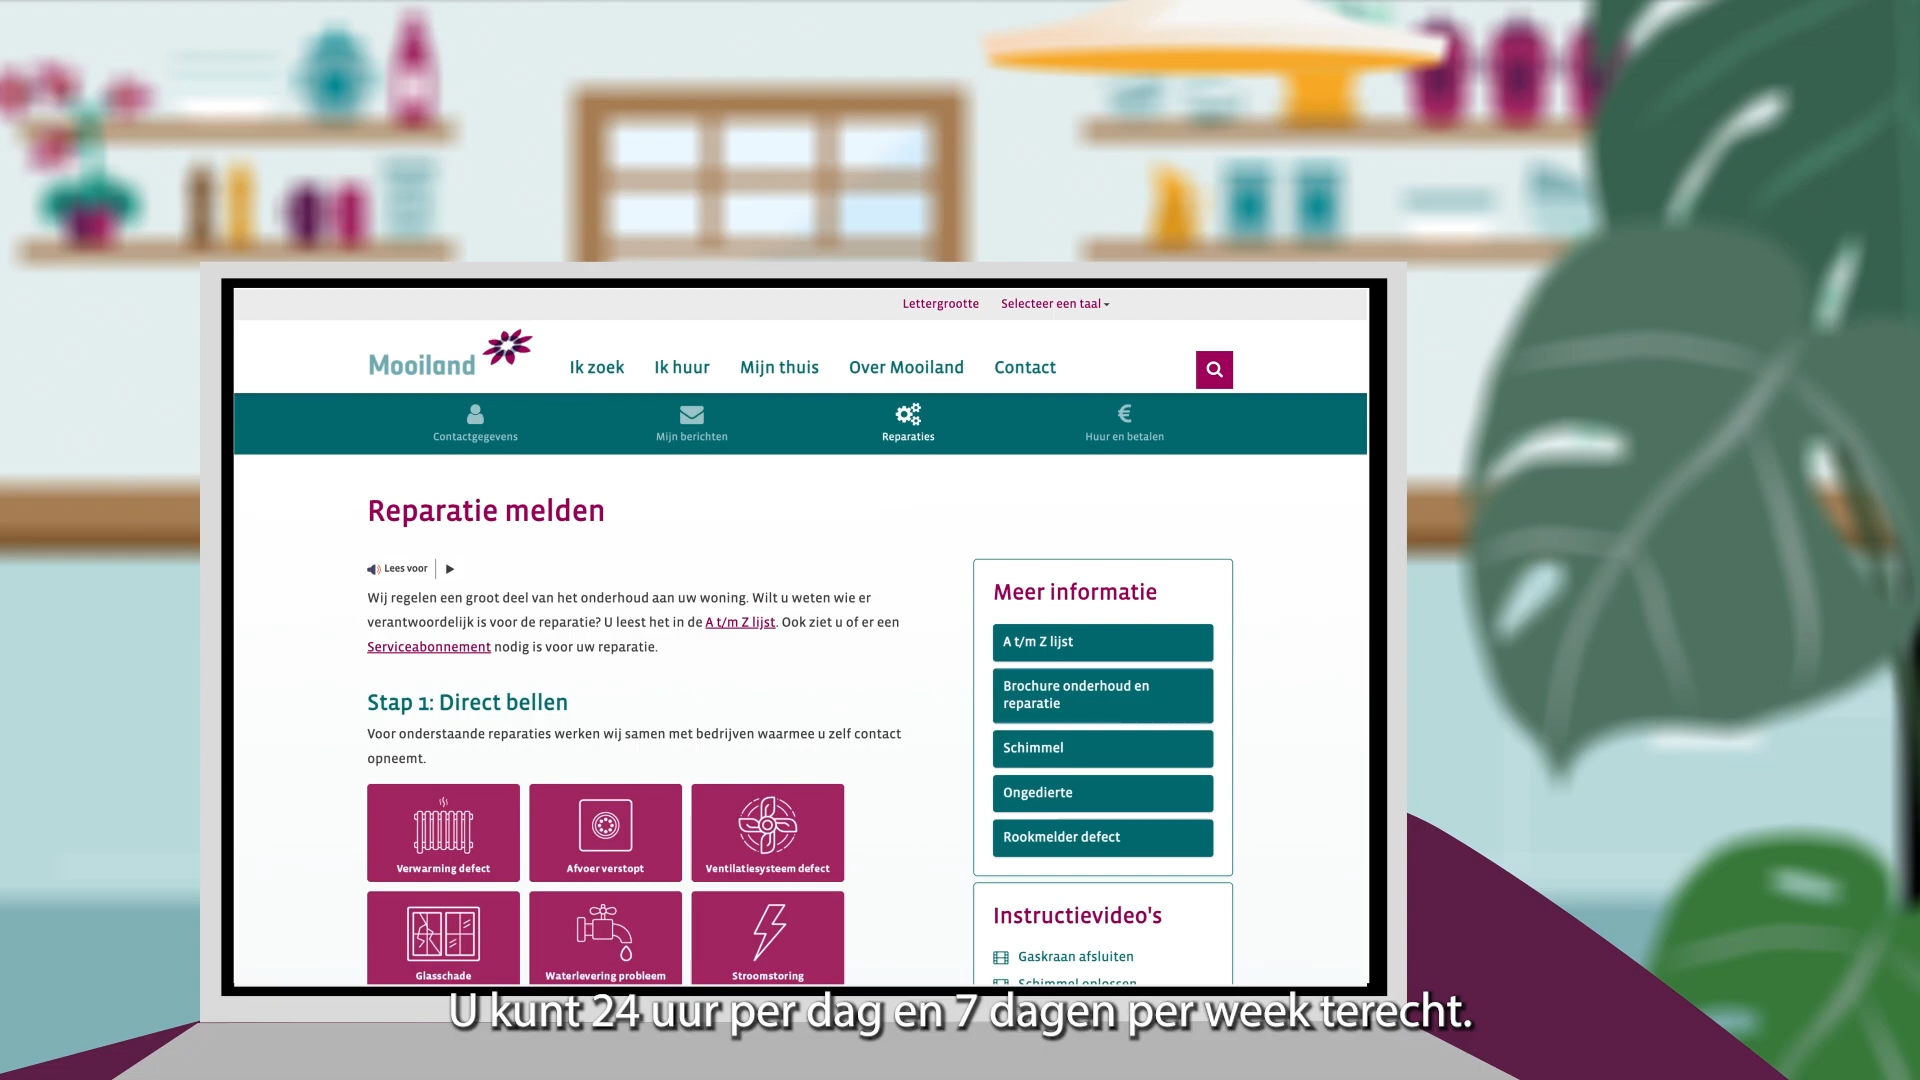 Lettergrootte Selecteer een taal
Mooiland
Ik zoek Ik huur Mijn thuis Over Mooiland Contact
Contactgegevens Mijn berichten Reparaties Huur en betalen
Reparatie melden
Lees voor
Wij regelen een groot deel van het onderhoud aan uw woning. Wilt u weten wie er
verantwoordelijk is voor de reparatie? U leest het in de A t/m Z lijst. Ook ziet u of er een
Serviceabonnement nodig is voor uw reparatie.
Stap 1: Direct bellen
Voor onderstaande reparaties werken wij samen met bedrijven waarmee u zelf contact
opneemt.
Verwarming defect
Afvoer verstopt
Ventilatiesysteem defect
Glasschade
Waterlevering probleem
Stroomstoring
Meer informatie
A t/m Z lijst
Brochure onderhoud en
reparatie
Schimmel
Ongedierte
Rookmelder defect
Instructievideo's
Gaskraan afsluiten
Schimmel oplossen
U kunt 24 uur per dag en 7 dagen per week terecht.